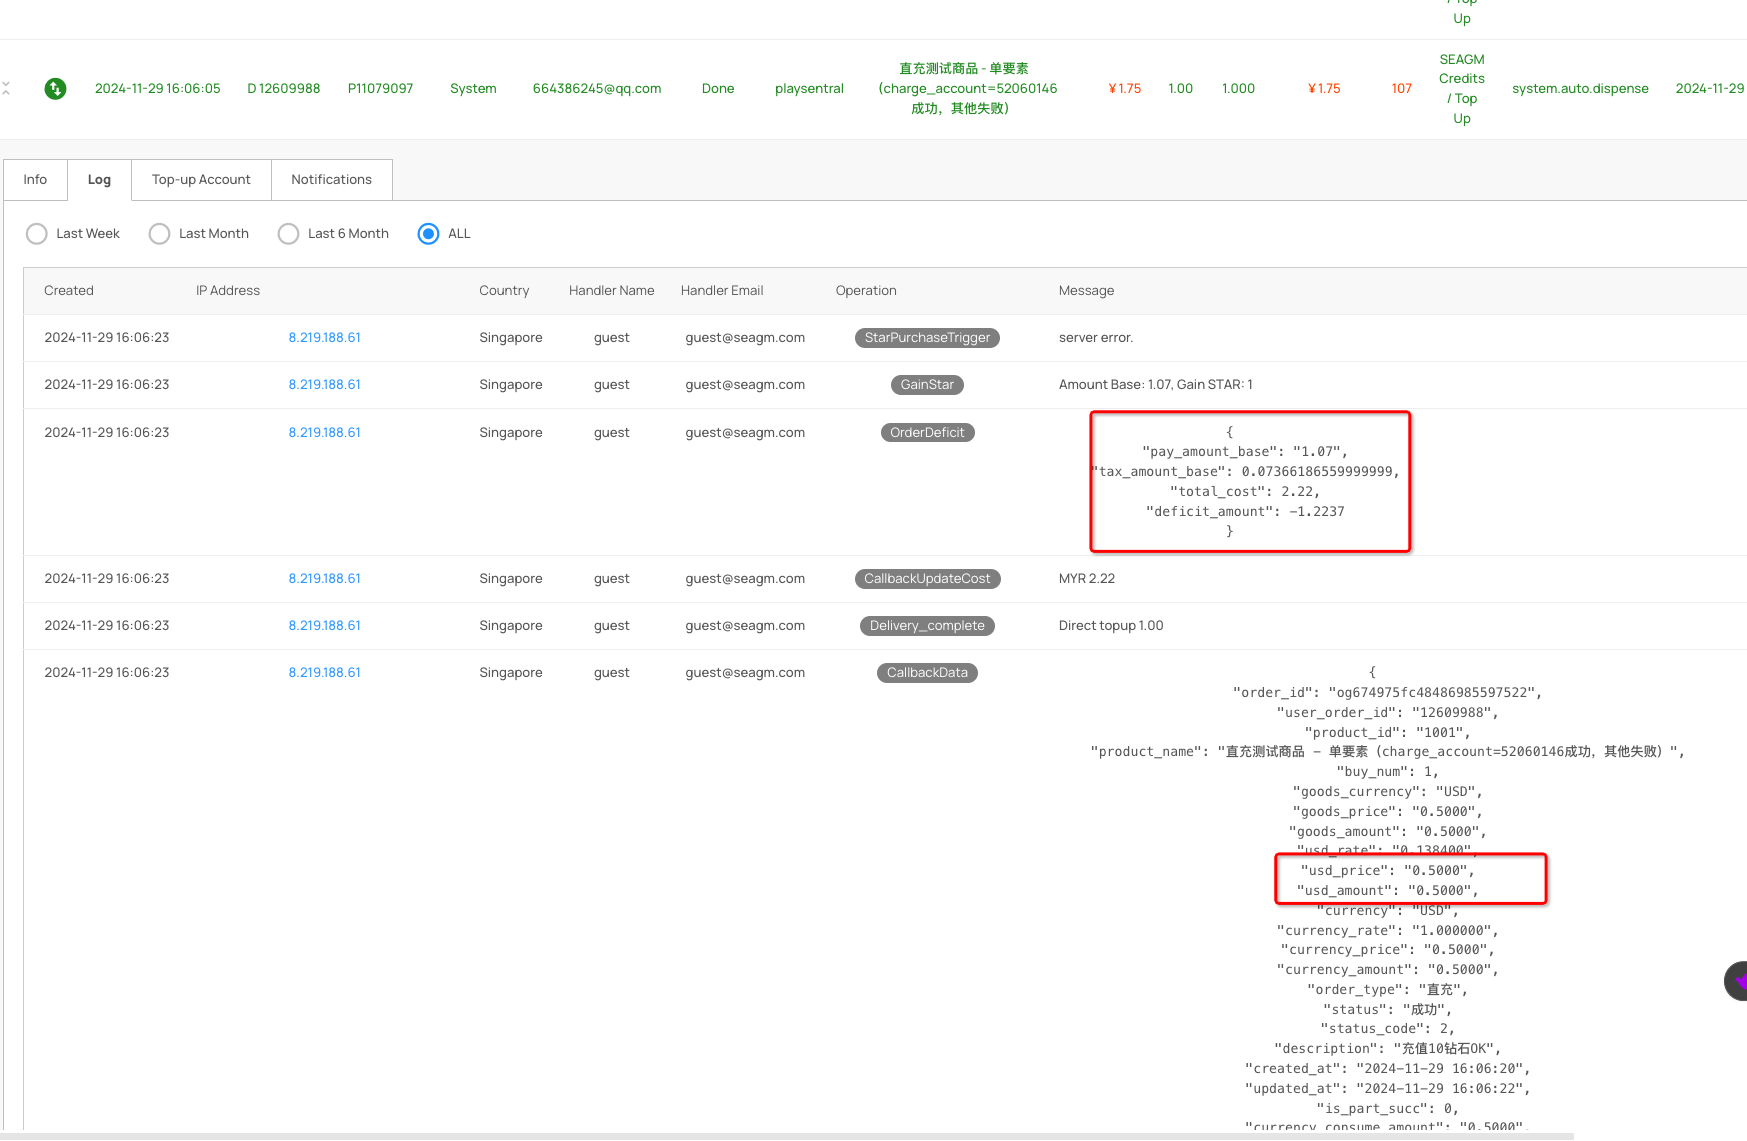 / Top
Up
2024-11-29 16:06:05 D 12609988 P11079097 System 664386245@qq.com Done playsentral 直充测试商品 - 单要素 (charge_account=52060146 成功，其他失败) ¥1.75 1.00 1.000 ¥1.75 107 SEAGM Credits / Top Up system.auto.dispense 2024-11-29
Info Log Top-up Account Notifications
Last Week Last Month Last 6 Month ALL
Created IP Address Country Handler Name Handler Email Operation Message
2024-11-29 16:06:23 8.219.188.61 Singapore guest guest@seagm.com StarPurchaseTrigger server error.
2024-11-29 16:06:23 8.219.188.61 Singapore guest guest@seagm.com GainStar Amount Base: 1.07, Gain STAR: 1
2024-11-29 16:06:23 8.219.188.61 Singapore guest guest@seagm.com OrderDeficit {
"pay_amount_base": "1.07",
"tax_amount_base": 0.07366186559999999,
"total_cost": 2.22,
"deficit_amount": -1.2237
}
2024-11-29 16:06:23 8.219.188.61 Singapore guest guest@seagm.com CallbackUpdateCost MYR 2.22
2024-11-29 16:06:23 8.219.188.61 Singapore guest guest@seagm.com Delivery_complete Direct topup 1.00
2024-11-29 16:06:23 8.219.188.61 Singapore guest guest@seagm.com CallbackData {
"order_id": "og674975fc48486985597522",
"user_order_id": "12609988",
"product_id": "1001",
"product_name": "直充测试商品 - 单要素（charge_account=52060146成功，其他失败）",
"buy_num": 1,
"goods_currency": "USD",
"goods_price": "0.5000",
"goods_amount": "0.5000",
"usd_rate": "0.138400",
"usd_price": "0.5000",
"usd_amount": "0.5000",
"currency": "USD",
"currency_rate": "1.000000",
"currency_price": "0.5000",
"currency_amount": "0.5000",
"order_type": "直充",
"status": "成功",
"status_code": 2,
"description": "充值10钻石OK",
"created_at": "2024-11-29 16:06:20",
"updated_at": "2024-11-29 16:06:22",
"is_part_succ": 0,
"currency_consume_amount": "0.5000",